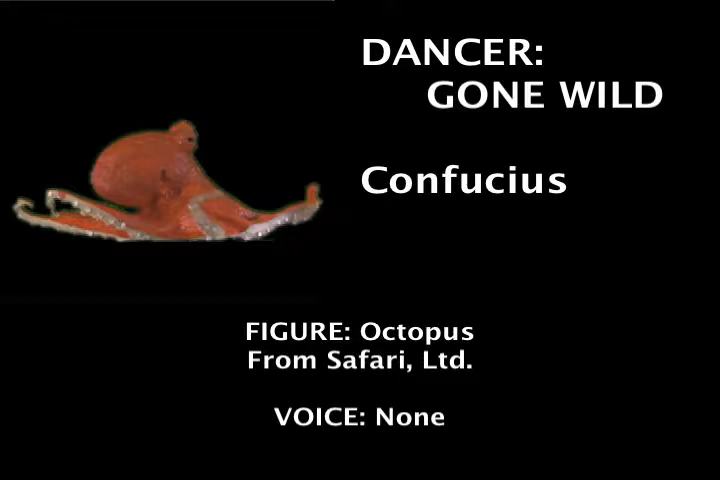 DANCER:
GONE WILD
Confucius
FIGURE: Octopus
From Safari, Ltd.
VOICE: None